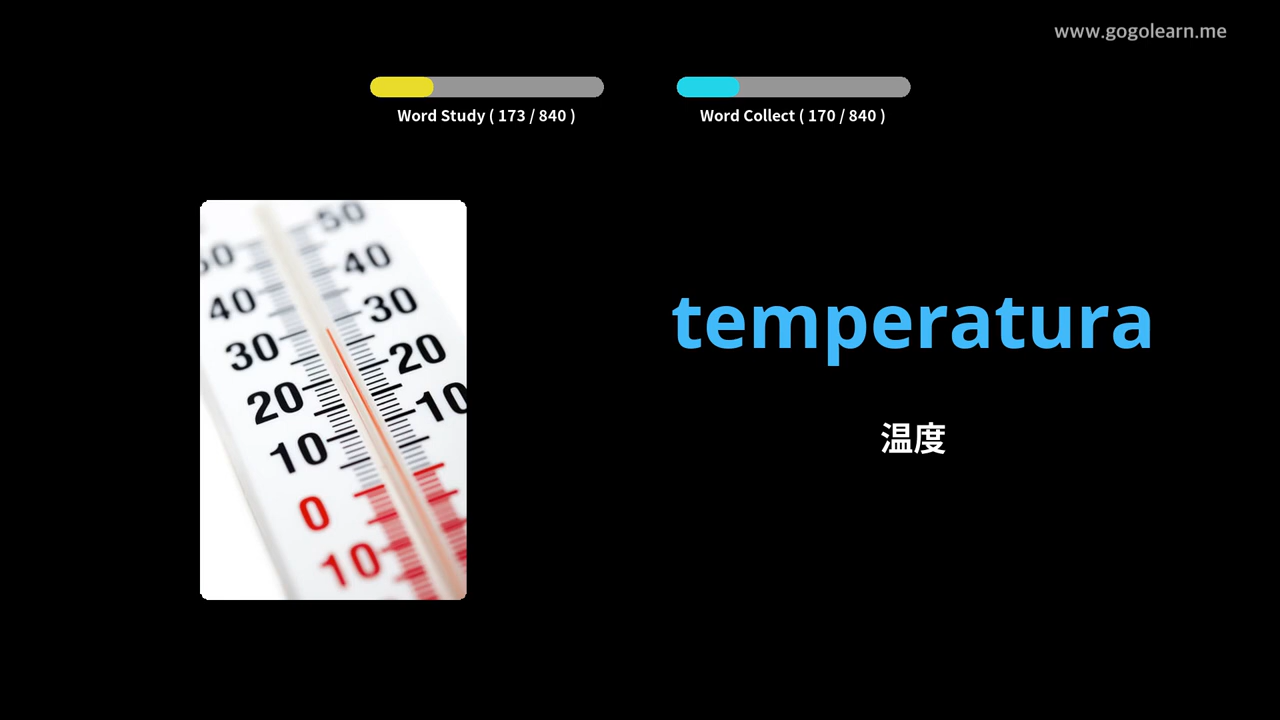 www.gogolearn.me
Word Study ( 173 / 840 )
Word Collect ( 170 / 840 )
50
50
40
40
30
30
20
20
10
10
0
10
temperatura
温度